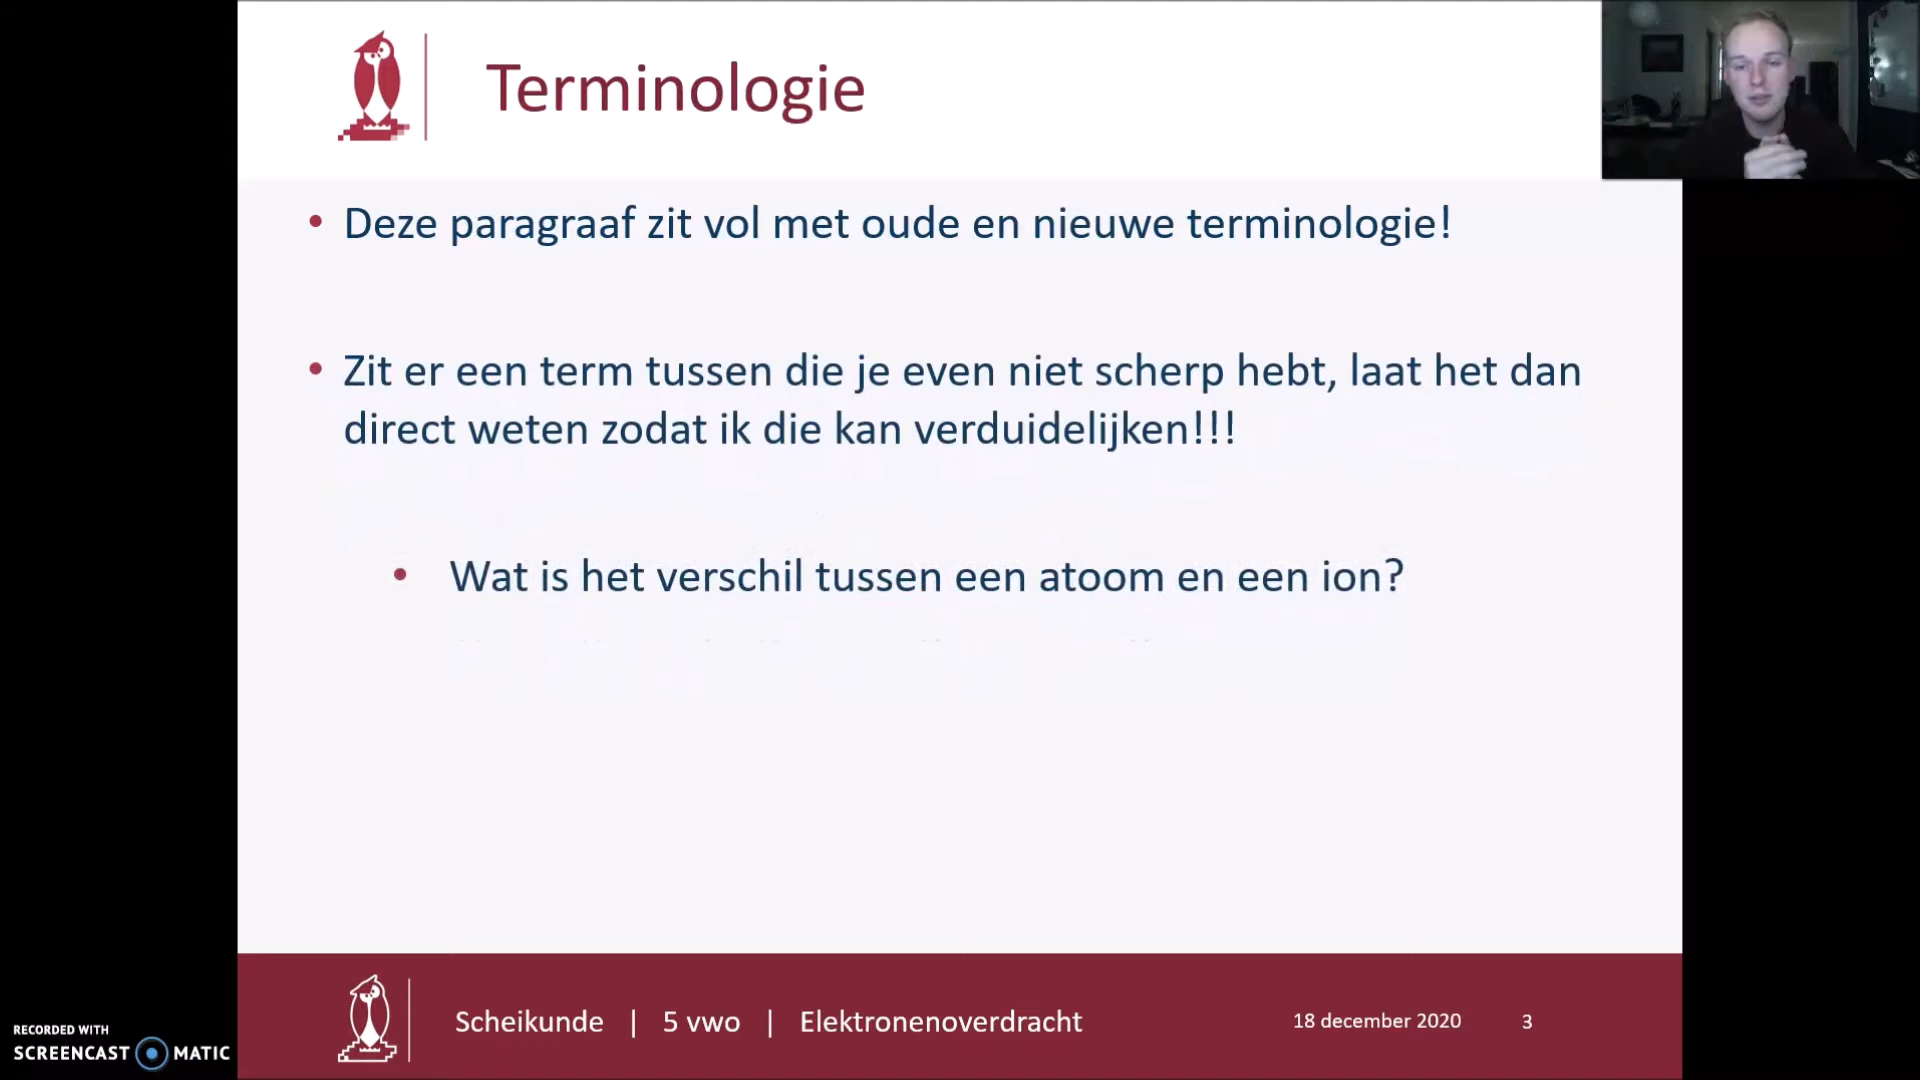 Terminologie
• Deze paragraaf zit vol met oude en nieuwe terminologie!
• Zit er een term tussen die je even niet scherp hebt, laat het dan
direct weten zodat ik die kan verduidelijken!!!
• Wat is het verschil tussen een atoom en een ion?
Scheikunde | 5 vwo | Elektronenoverdracht
18 december 2020
3
RECORDED WITH
SCREENCAST MATIC